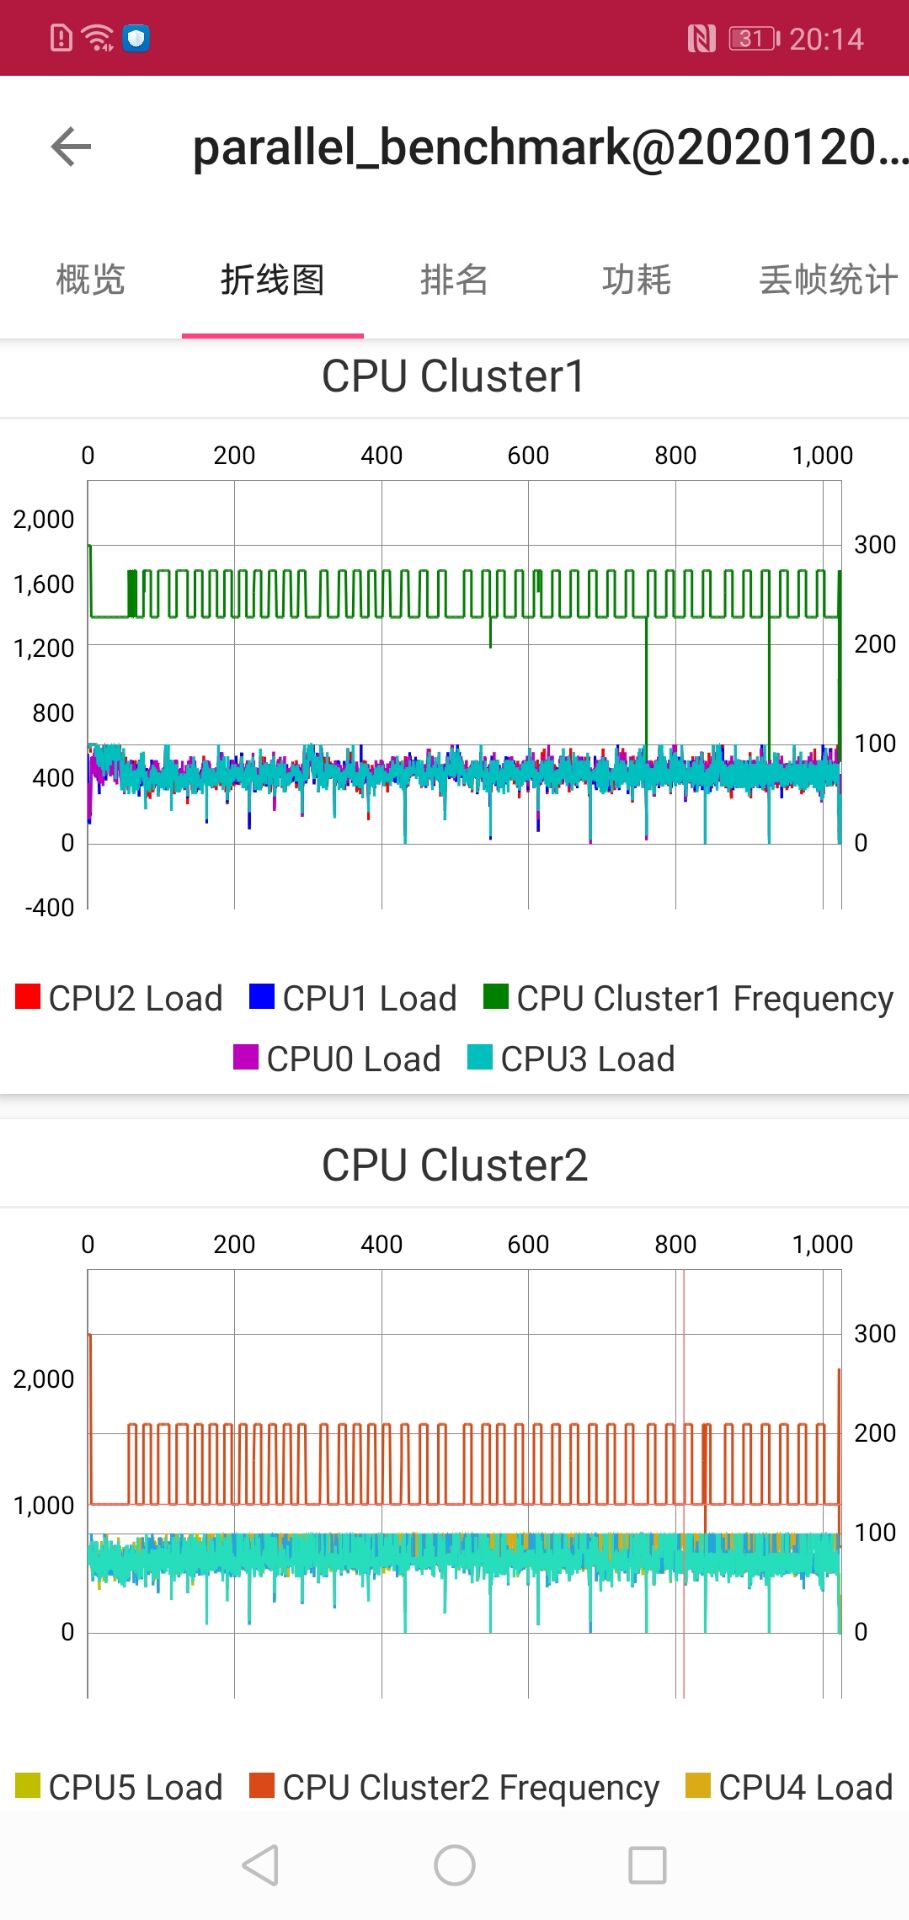 31 20:14
parallel_benchmark@2020120...
概览 折线图 排名 功耗 丢帧统计
CPU Cluster1
0 200 400 600 800 1,000
2,000
300
1,600
1,200
200
800
100
400
0 0
-400
CPU2 Load CPU1 Load CPU Cluster1 Frequency
CPU0 Load CPU3 Load
CPU Cluster2
0 200 400 600 800 1,000
300
2,000
200
1,000
100
0 0
CPU5 Load CPU Cluster2 Frequency CPU4 Load